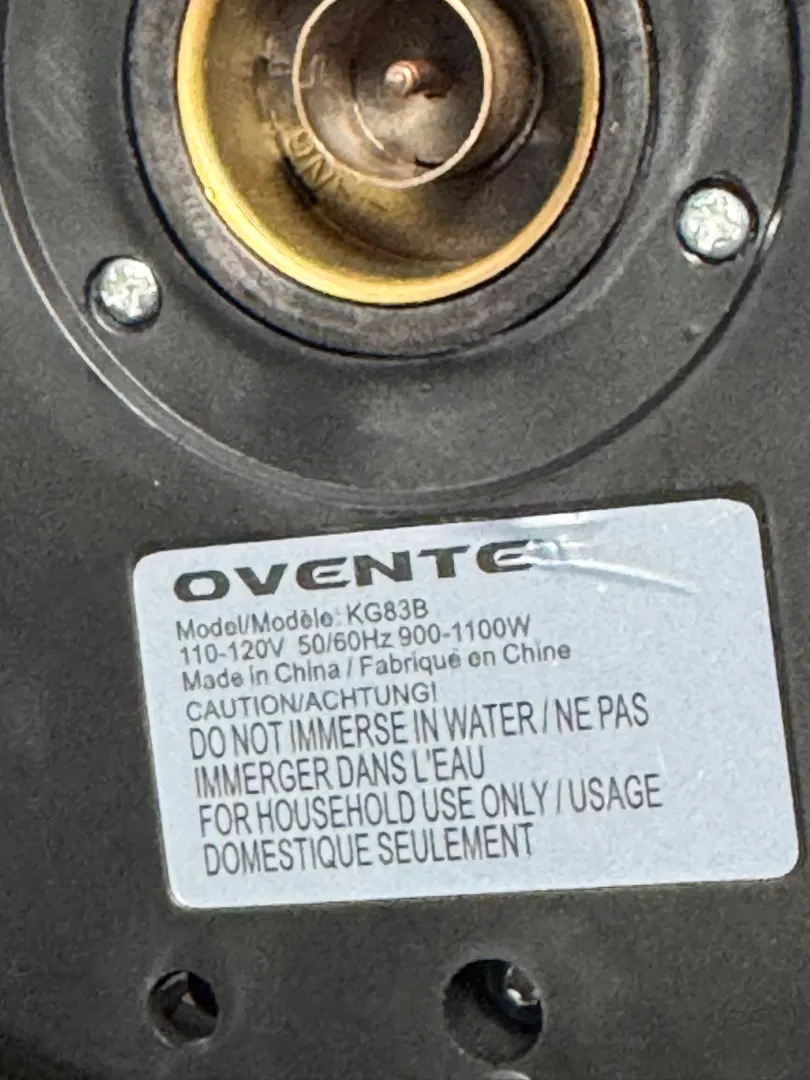 OVENTE
Model/Modèle: KG83B
110-120V 50/60Hz 900-1100W
Made in China / Fabriqué en Chine
CAUTION/ACHTUNG!
DO NOT IMMERSE IN WATER / NE PAS
IMMERGER DANS L'EAU
FOR HOUSEHOLD USE ONLY / USAGE
DOMESTIQUE SEULEMENT